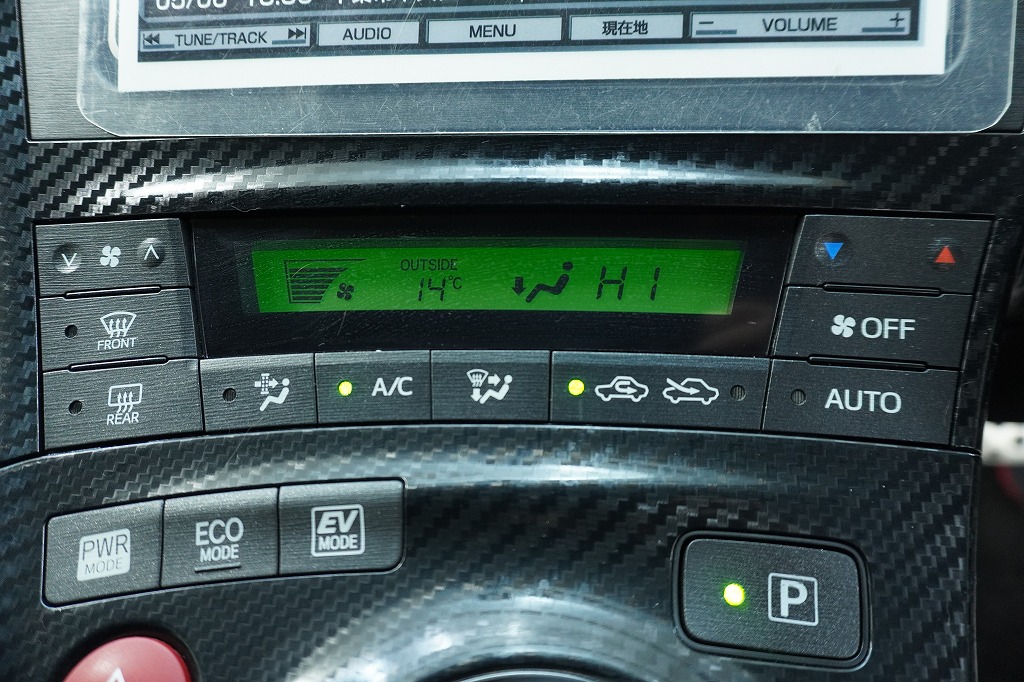 TUNE/TRACK AUDIO MENU 現在地 − VOLUME +
OUTSIDE
14℃ HI
FRONT
OFF
REAR
A/C
AUTO
PWR
MODE
ECO
MODE
EV
MODE
P